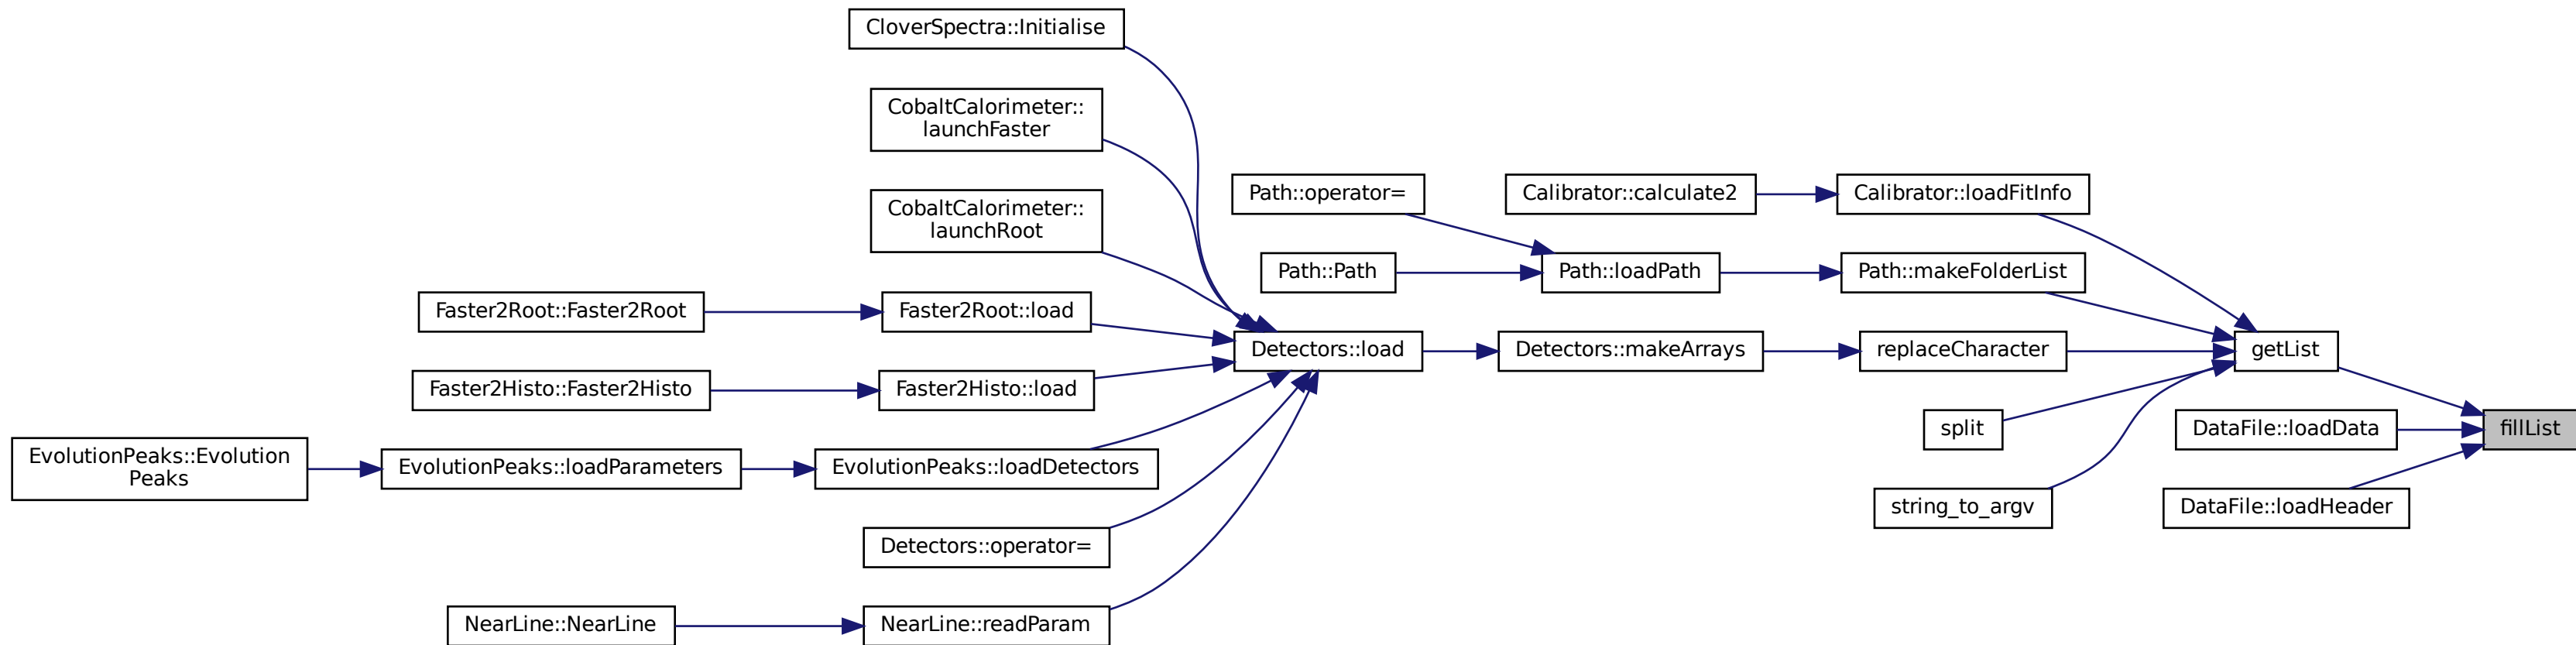 CloverSpectra::Initialise
CobaltCalorimeter::
launchFaster
CobaltCalorimeter::
launchRoot
Path::operator=
Calibrator::calculate2
Calibrator::loadFitInfo
Path::Path
Path::loadPath
Path::makeFolderList
Faster2Root::Faster2Root
Faster2Root::load
Detectors::load
Detectors::makeArrays
replaceCharacter
getList
Faster2Histo::Faster2Histo
Faster2Histo::load
split
DataFile::loadData
fillList
EvolutionPeaks::Evolution
Peaks
EvolutionPeaks::loadParameters
EvolutionPeaks::loadDetectors
string_to_argv
DataFile::loadHeader
Detectors::operator=
NearLine::NearLine
NearLine::readParam